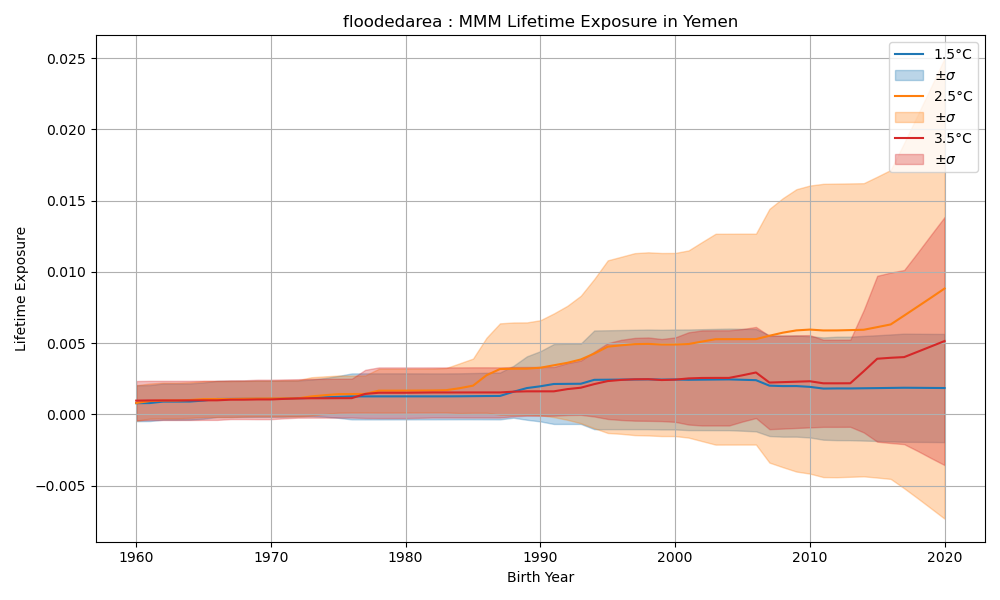 floodedarea : MMM Lifetime Exposure in Yemen
1.5°C
±σ
2.5°C
±σ
3.5°C
±σ
0.025
0.020
0.015
0.010
0.005
0.000
−0.005
Lifetime Exposure
1960 1970 1980 1990 2000 2010 2020
Birth Year